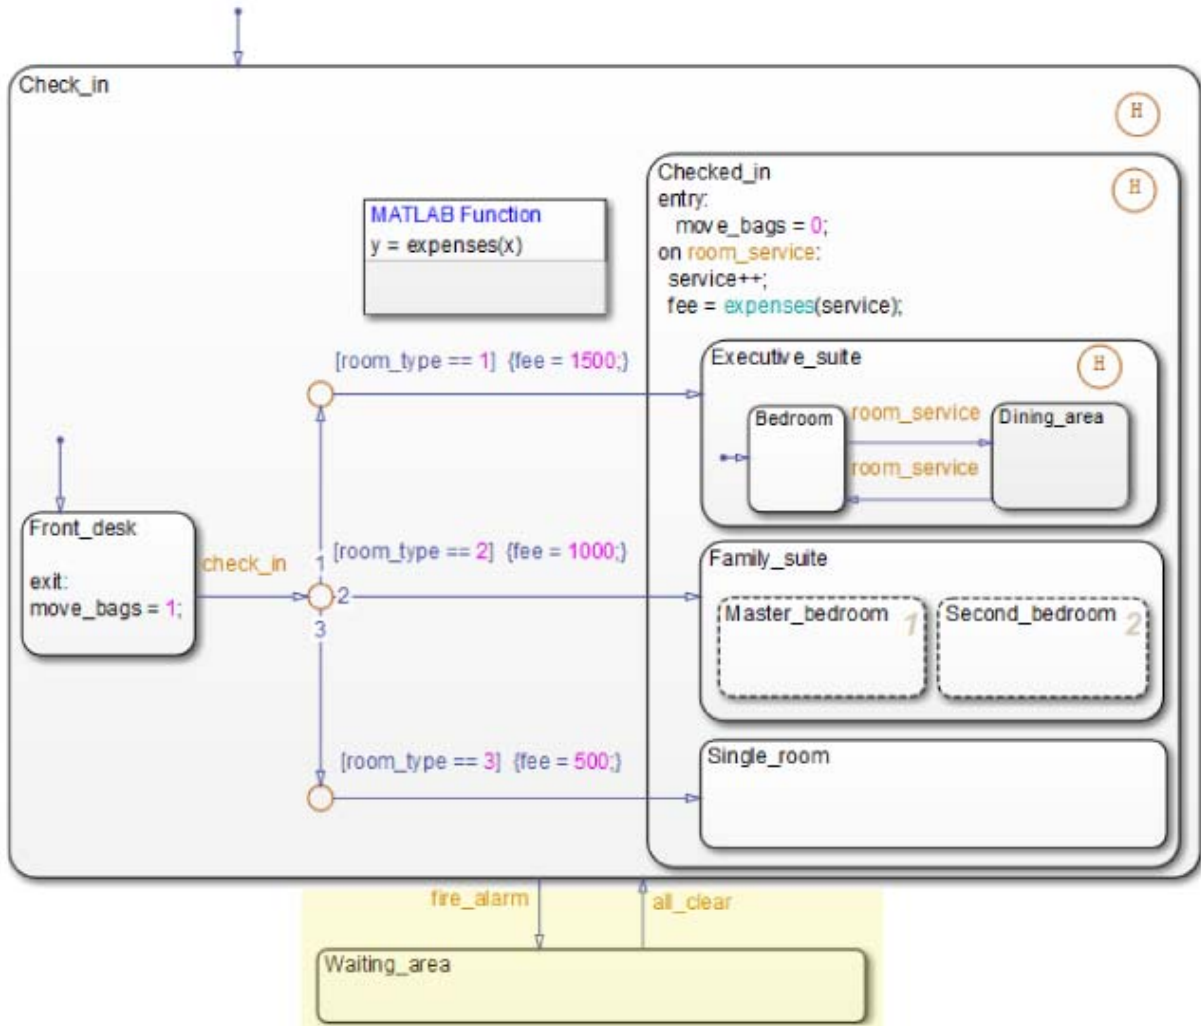 Check_in
H
Checked_in
H
entry:
move_bags = 0;
on room_service:
service++;
fee = expenses(service);
MATLAB Function
y = expenses(x)
[room_type == 1] {fee = 1500;}
Executive_suite
H
Bedroom
room_service
Dining_area
room_service
Front_desk
exit:
move_bags = 1;
check_in
1
2
3
[room_type == 2] {fee = 1000;}
Family_suite
Master_bedroom 1
Second_bedroom 2
[room_type == 3] {fee = 500;}
Single_room
fire_alarm
all_clear
Waiting_area